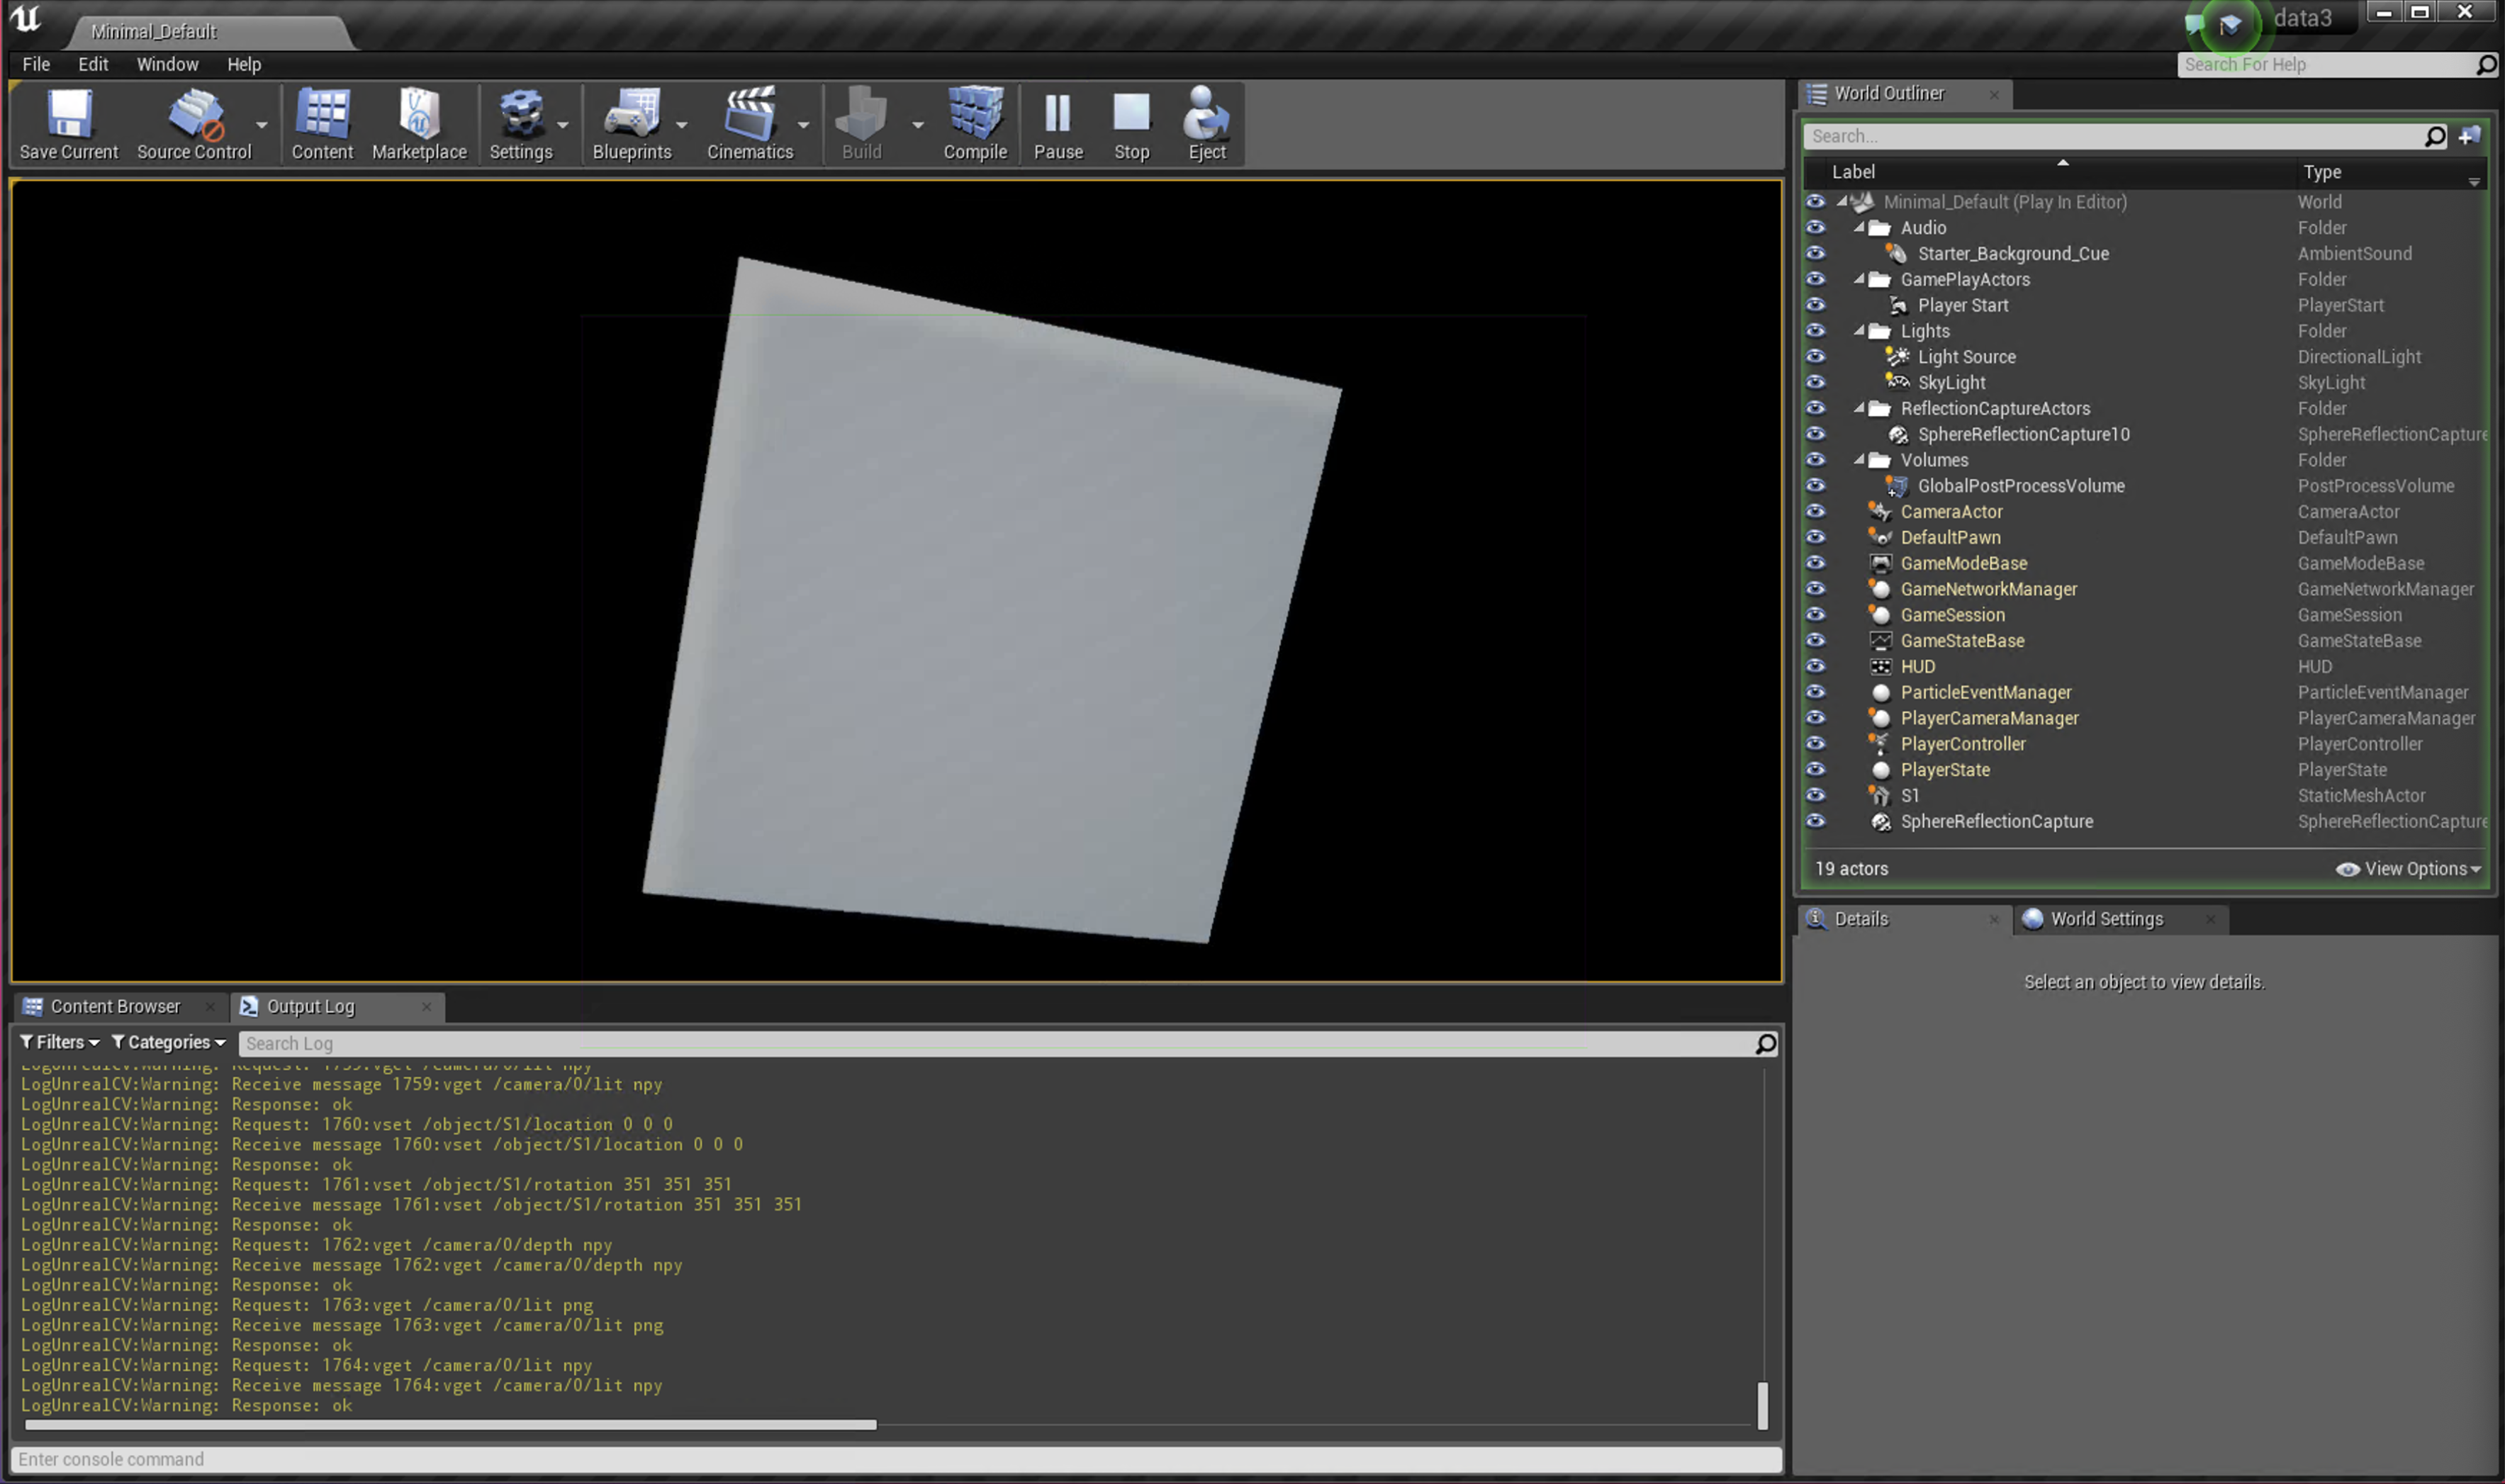 Minimal_Default
data3
File Edit Window Help
Search For Help
Save Current Source Control Content Marketplace Settings Blueprints Cinematics Build Compile Pause Stop Eject
World Outliner
Search...
Label Type
Minimal_Default (Play In Editor) World
Audio Folder
Starter_Background_Cue AmbientSound
GamePlayActors Folder
Player Start PlayerStart
Lights Folder
Light Source DirectionalLight
SkyLight SkyLight
ReflectionCaptureActors Folder
SphereReflectionCapture10 SphereReflectionCapture
Volumes Folder
GlobalPostProcessVolume PostProcessVolume
CameraActor CameraActor
DefaultPawn DefaultPawn
GameModeBase GameModeBase
GameNetworkManager GameNetworkManager
GameSession GameSession
GameStateBase GameStateBase
HUD HUD
ParticleEventManager ParticleEventManager
PlayerCameraManager PlayerCameraManager
PlayerController PlayerController
PlayerState PlayerState
S1 StaticMeshActor
SphereReflectionCapture SphereReflectionCapture
19 actors View Options
Details World Settings
Select an object to view details.
Content Browser Output Log
Filters Categories Search Log
LogUnrealCV:Warning: Request: 1759:vget /camera/0/lit npy
LogUnrealCV:Warning: Receive message 1759:vget /camera/0/lit npy
LogUnrealCV:Warning: Response: ok
LogUnrealCV:Warning: Request: 1760:vset /object/S1/location 0 0 0
LogUnrealCV:Warning: Receive message 1760:vset /object/S1/location 0 0 0
LogUnrealCV:Warning: Response: ok
LogUnrealCV:Warning: Request: 1761:vset /object/S1/rotation 351 351 351
LogUnrealCV:Warning: Receive message 1761:vset /object/S1/rotation 351 351 351
LogUnrealCV:Warning: Response: ok
LogUnrealCV:Warning: Request: 1762:vget /camera/0/depth npy
LogUnrealCV:Warning: Receive message 1762:vget /camera/0/depth npy
LogUnrealCV:Warning: Response: ok
LogUnrealCV:Warning: Request: 1763:vget /camera/0/lit png
LogUnrealCV:Warning: Receive message 1763:vget /camera/0/lit png
LogUnrealCV:Warning: Response: ok
LogUnrealCV:Warning: Request: 1764:vget /camera/0/lit npy
LogUnrealCV:Warning: Receive message 1764:vget /camera/0/lit npy
LogUnrealCV:Warning: Response: ok
Enter console command